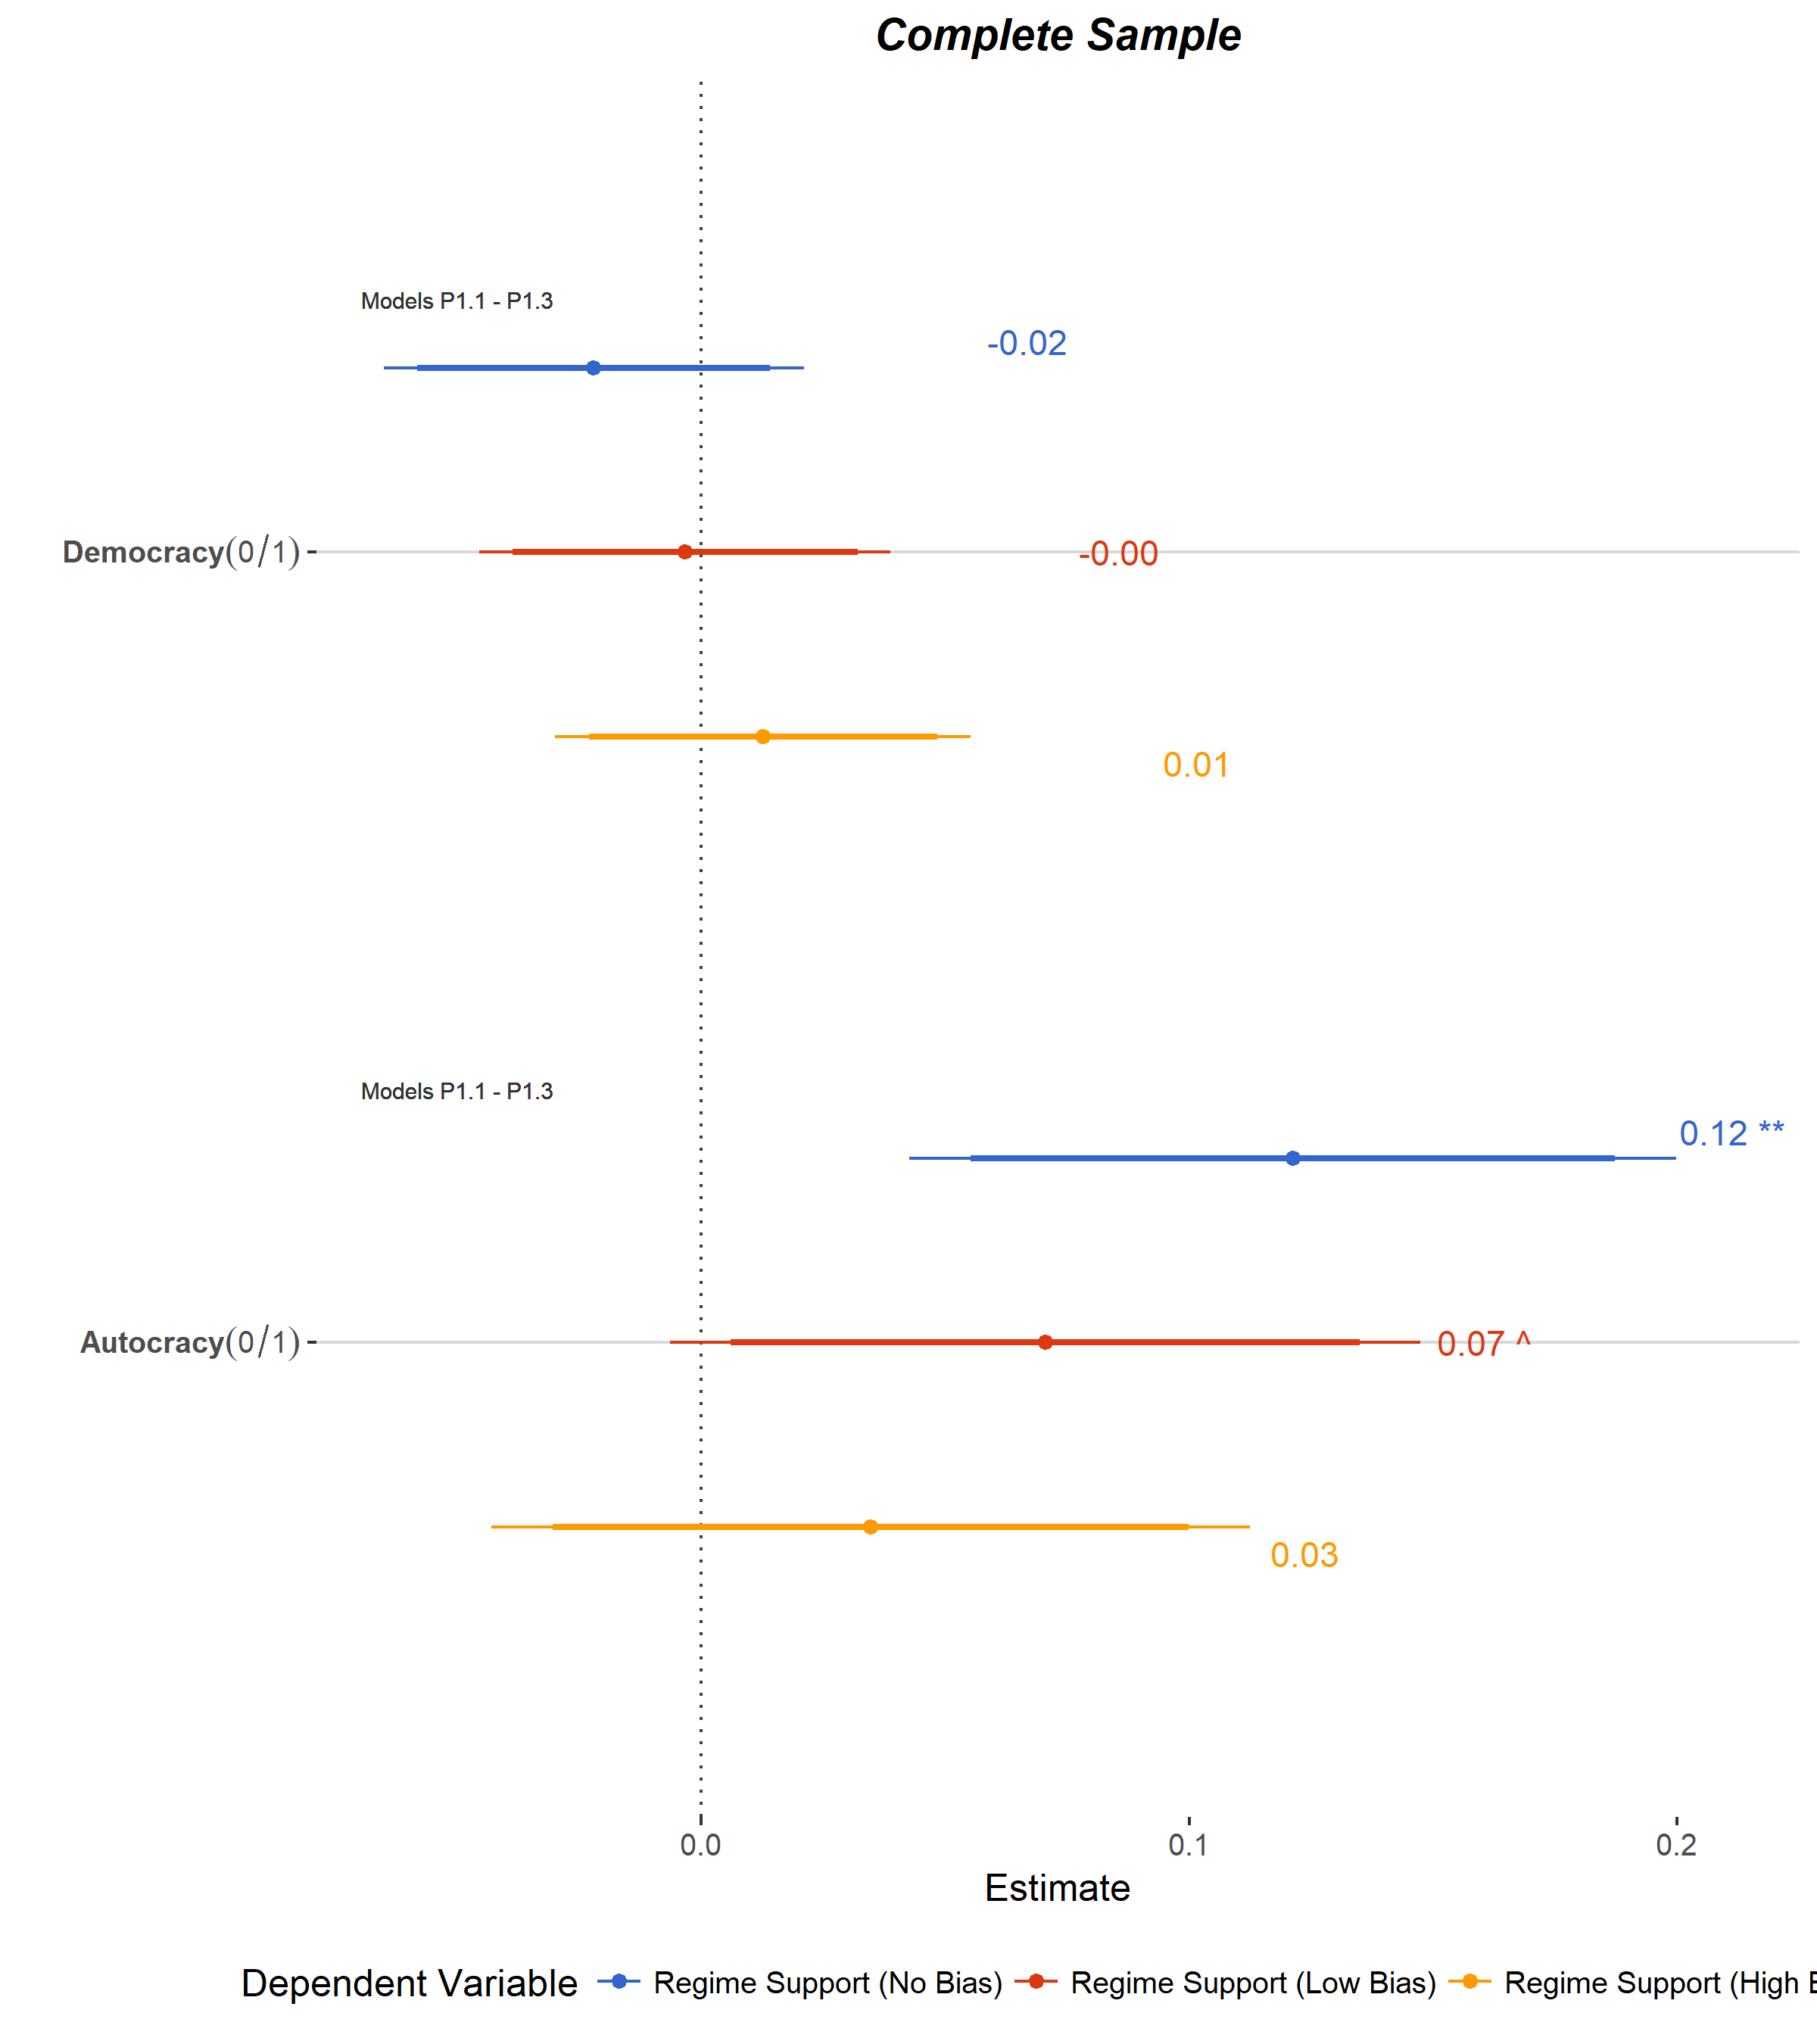 Complete Sample
Models P1.1 - P1.3
-0.02
Democracy(0/1)
-0.00
0.01
Models P1.1 - P1.3
0.12 **
Autocracy(0/1)
0.07 ^
0.03
0.0 0.1 0.2
Estimate
Dependent Variable Regime Support (No Bias) Regime Support (Low Bias) Regime Support (High